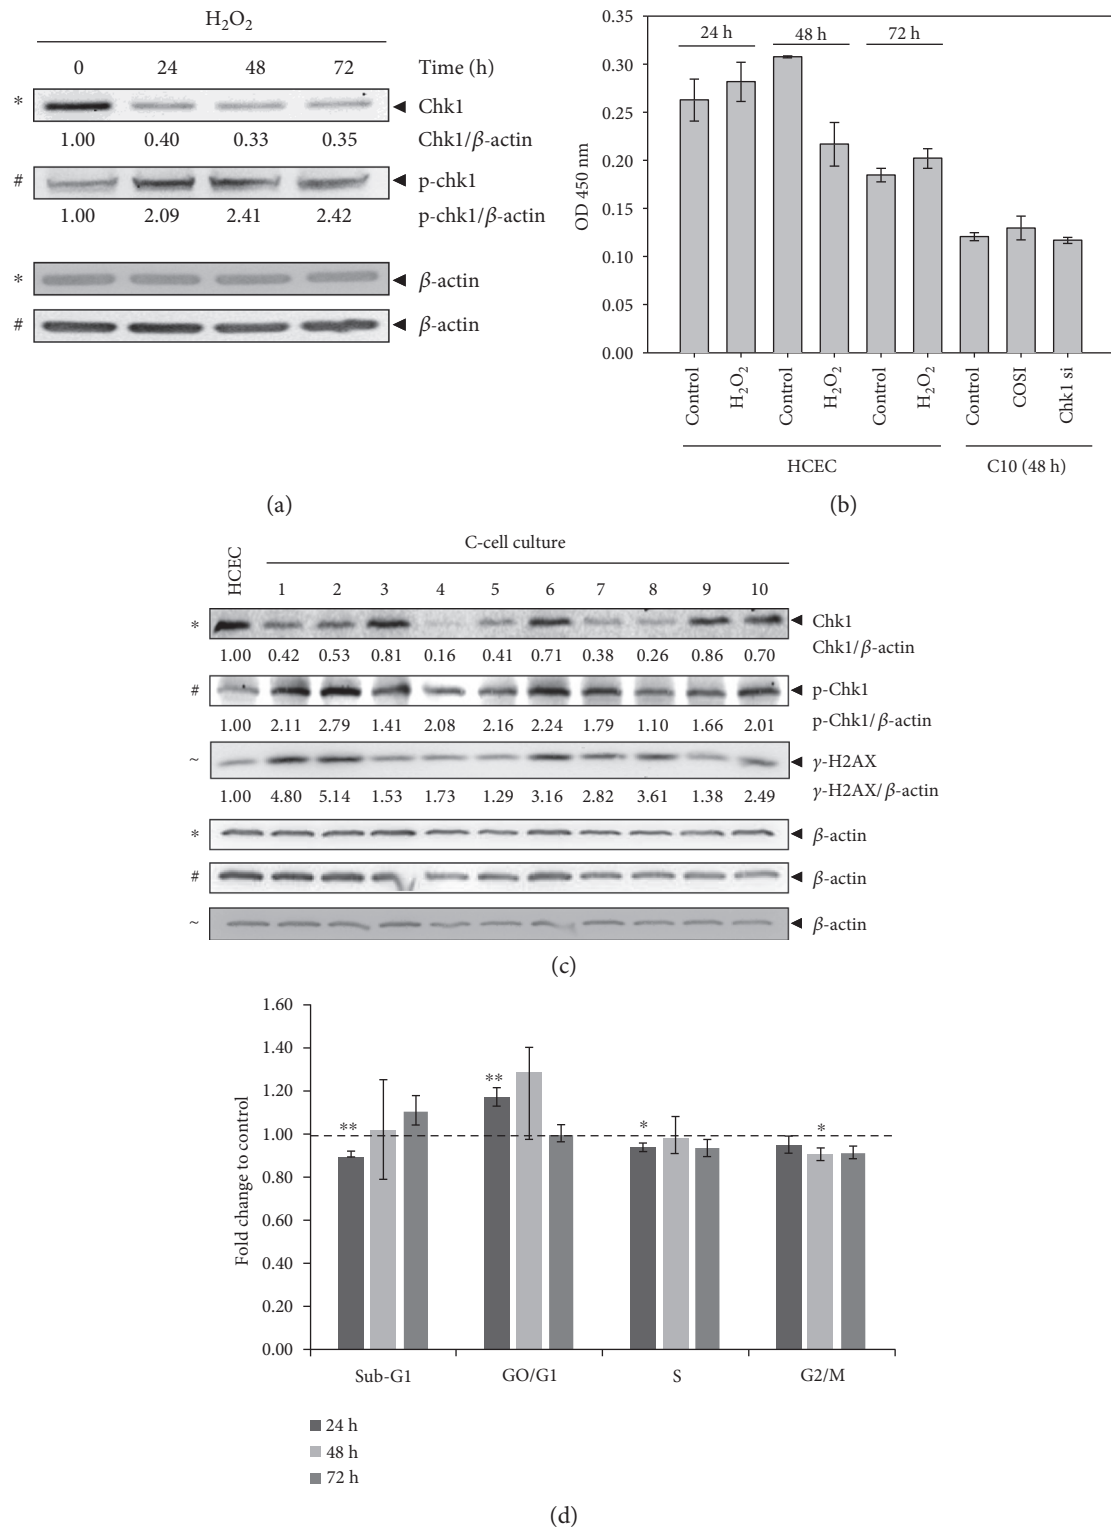 H₂O₂
0 24 48 72 Time (h)
* Chk1
1.00 0.40 0.33 0.35 Chk1/β-actin
# p-chk1
1.00 2.09 2.41 2.42 p-chk1/β-actin
* β-actin
# β-actin
(a)
0.35
0.30
0.25
0.20
0.15
0.10
0.05
0.00
OD 450 nm
24 h 48 h 72 h
Control H₂O₂ Control H₂O₂ Control H₂O₂ Control COSI Chk1 si
HCEC C10 (48 h)
(b)
C-cell culture
HCEC 1 2 3 4 5 6 7 8 9 10
* Chk1
1.00 0.42 0.53 0.81 0.16 0.41 0.71 0.38 0.26 0.86 0.70 Chk1/β-actin
# p-Chk1
1.00 2.11 2.79 1.41 2.08 2.16 2.24 1.79 1.10 1.66 2.01 p-Chk1/β-actin
~ γ-H2AX
1.00 4.80 5.14 1.53 1.73 1.29 3.16 2.82 3.61 1.38 2.49 γ-H2AX/β-actin
* β-actin
# β-actin
~ β-actin
(c)
1.60
1.40
1.20
1.00
0.80
0.60
0.40
0.20
0.00
Fold change to control
** ** * *
Sub-G1 GO/G1 S G2/M
24 h
48 h
72 h
(d)